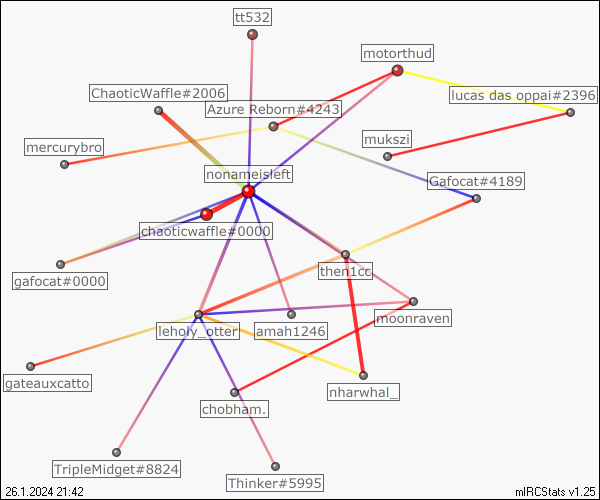 tt532
motorthud
ChaoticWaffle#2006
lucas das oppai#2396
Azure Reborn#4243
mukszi
mercurybro
nonameisleft
Gafocat#4189
chaoticwaffle#0000
then1cc
gafocat#0000
moonraven
leholy_otter
amah1246
gateauxcatto
nharwhal_
chobham.
TripleMidget#8824
Thinker#5995
26.1.2024 21:42
mIRCStats v1.25